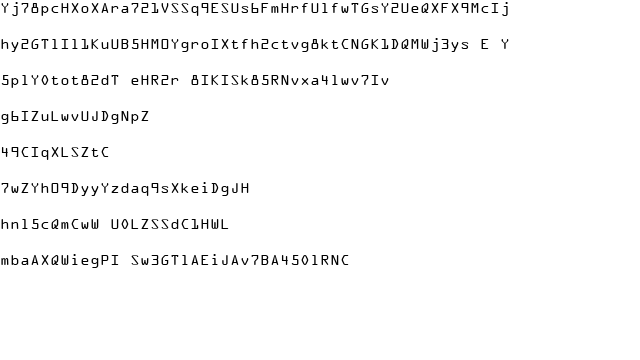 Yj78pcHXoXAra721VSSq9ESUs6FmHrfUlfwTGsY2UeQXFX9McIj
hy2GTlIl1KuUB5HMOYgroIXtfh2ctvg8ktCNGK1DQMWj3ys E Y
5plY0tot82dT eHR2r 8IKISk85RNvxa4lwv7Iv
g6IZuLwvUJDgNpZ
49CIqXLSZtC
7wZYhO9DyyYzdaq9sXkeiDgJH
hnl5cQmCwW U0LZSSdC1HWL
mbaAXQWiegPI Sw3GTlAEiJAv7BA450lRNC